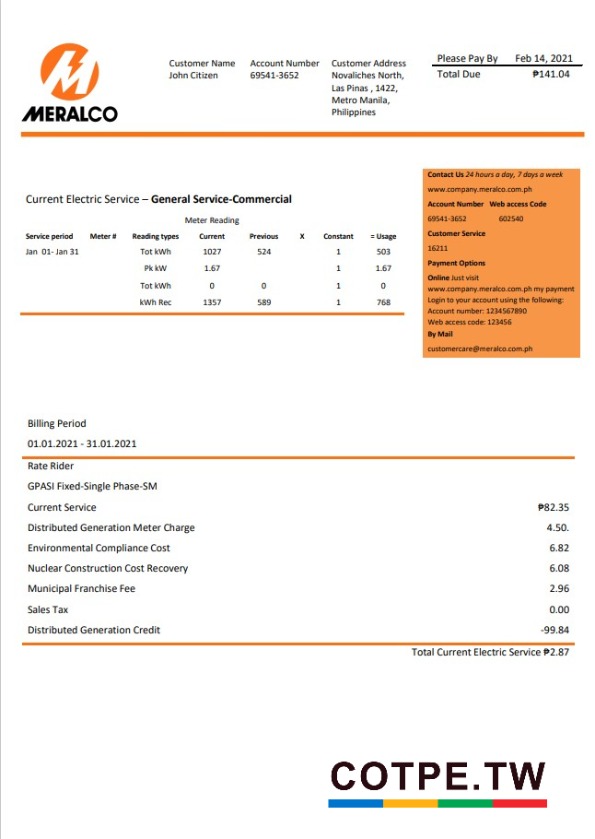 MERALCO
Customer Name
John Citizen
Account Number
69541-3652
Customer Address
Novaliches North,
Las Pinas , 1422,
Metro Manila,
Philippines
Please Pay By Feb 14, 2021
Total Due ₱141.04
Current Electric Service – General Service-Commercial
Meter Reading
Service period Meter # Reading types Current Previous X Constant = Usage
Jan 01- Jan 31 Tot kWh 1027 524 1 503
Pk kW 1.67 1 1.67
Tot kWh 0 0 1 0
kWh Rec 1357 589 1 768
Contact Us 24 hours a day, 7 days a week
www.company.meralco.com.ph
Account Number Web access Code
69541-3652 602540
Customer Service
16211
Payment Options
Online Just visit
www.company.meralco.com.ph my payment
Login to your account using the following:
Account number: 1234567890
Web access code: 123456
By Mail
customercare@meralco.com.ph
Billing Period
01.01.2021 - 31.01.2021
Rate Rider
GPASI Fixed-Single Phase-SM
Current Service ₱82.35
Distributed Generation Meter Charge 4.50.
Environmental Compliance Cost 6.82
Nuclear Construction Cost Recovery 6.08
Municipal Franchise Fee 2.96
Sales Tax 0.00
Distributed Generation Credit -99.84
Total Current Electric Service ₱2.87
COTPE.TW